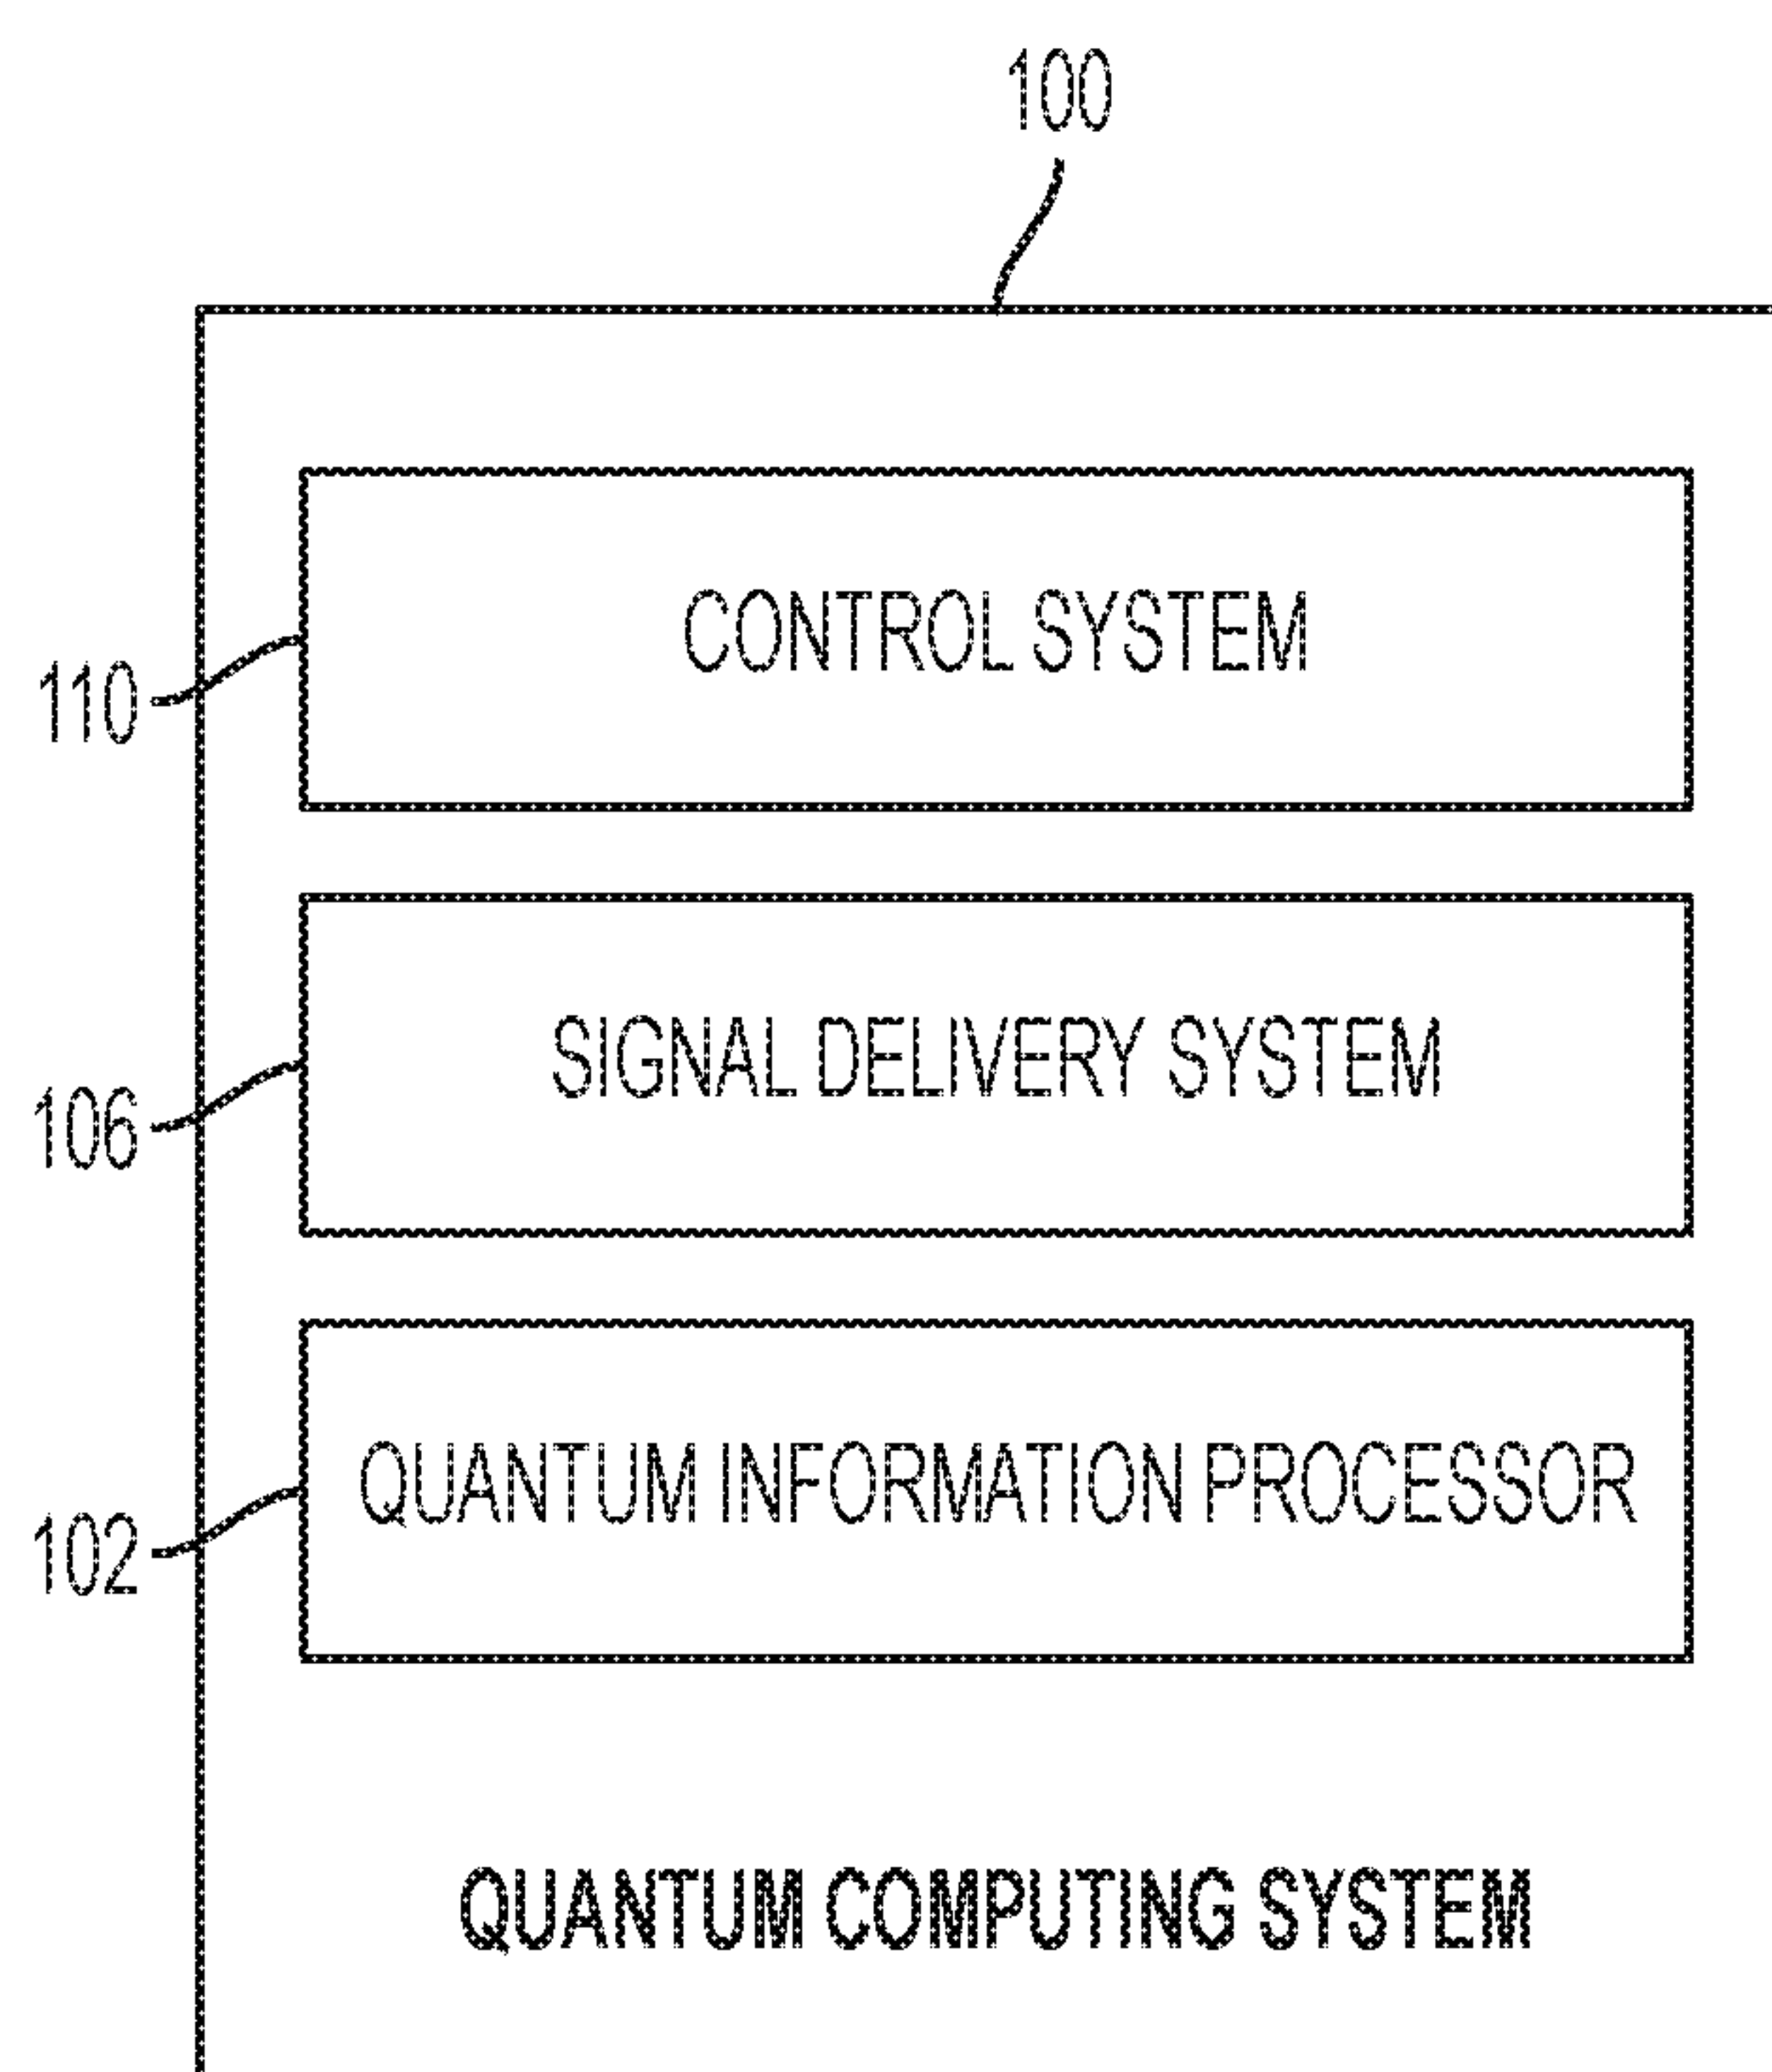 100
CONTROL SYSTEM
110
SIGNAL DELIVERY SYSTEM
106
QUANTUM INFORMATION PROCESSOR
102
QUANTUM COMPUTING SYSTEM